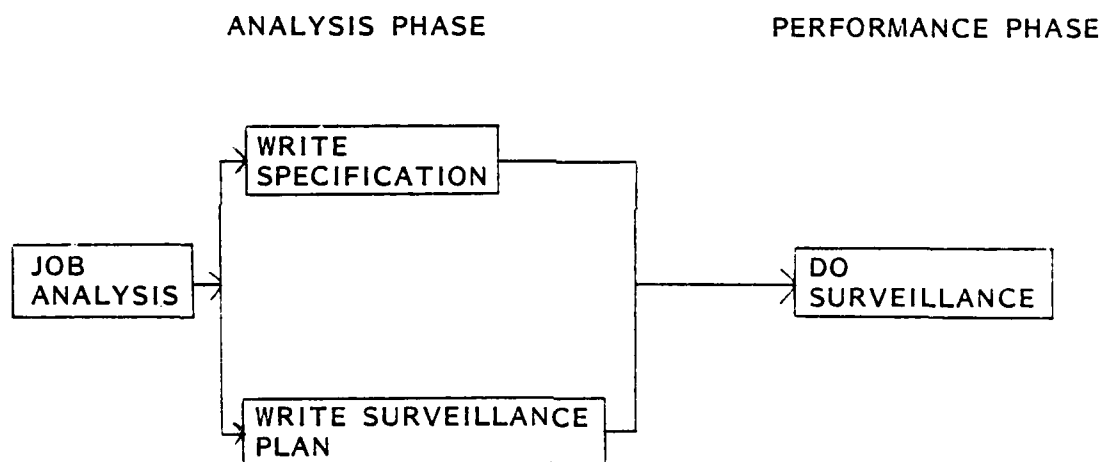 ANALYSIS PHASE
PERFORMANCE PHASE
WRITE
SPECIFICATION
JOB
ANALYSIS
DO
SURVEILLANCE
WRITE SURVEILLANCE
PLAN